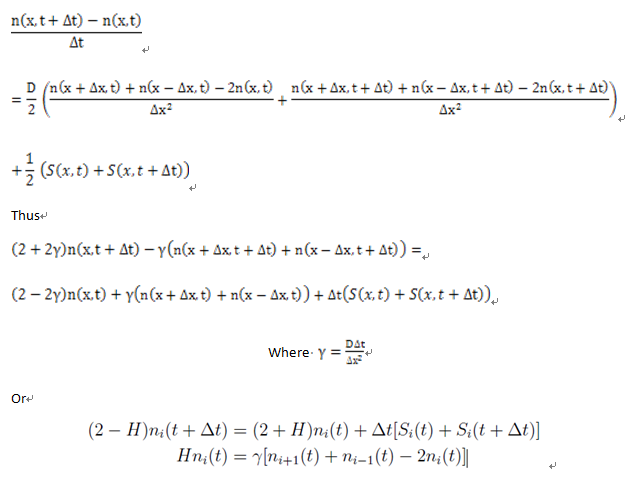 (n(x,t + Δt) − n(x,t))/Δt
= D/2 ((n(x + Δx,t) + n(x − Δx,t) − 2n(x,t))/Δx² + (n(x + Δx,t + Δt) + n(x − Δx,t + Δt) − 2n(x,t + Δt))/Δx²)
+ 1/2 (S(x,t) + S(x,t + Δt))
Thus
(2 + 2γ)n(x,t + Δt) − γ(n(x + Δx.t + Δt) + n(x − Δx,t + Δt)) =
(2 − 2γ)n(x,t) + γ(n(x + Δx,t) + n(x − Δx,t)) + Δt(S(x,t) + S(x,t + Δt))
Where γ = DΔt/Δx²
Or
(2 − H)nᵢ(t + Δt) = (2 + H)nᵢ(t) + Δt[Sᵢ(t) + Sᵢ(t + Δt)]
Hnᵢ(t) = γ[nᵢ₊₁(t) + nᵢ₋₁(t) − 2nᵢ(t)]